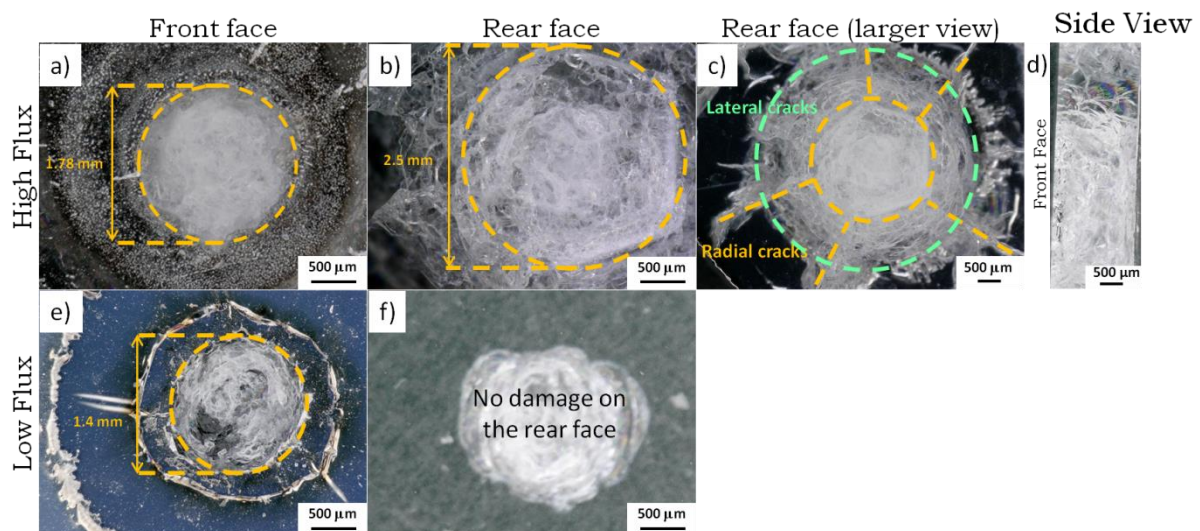 Front face
Rear face
Rear face (larger view)
Side View
High Flux
a)
1.78 mm
500 µm
b)
2.5 mm
500 µm
c)
Lateral cracks
Radial cracks
500 µm
d)
Front Face
500 µm
Low Flux
e)
1.4 mm
500 µm
f)
No damage on
the rear face
500 µm